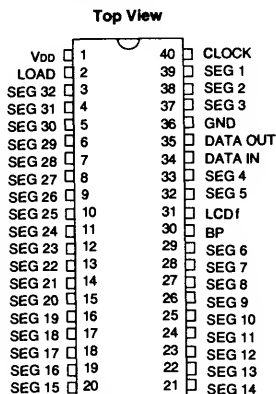 Top View
VDD 1 40 CLOCK
LOAD 2 39 SEG 1
SEG 32 3 38 SEG 2
SEG 31 4 37 SEG 3
SEG 30 5 36 GND
SEG 29 6 35 DATA OUT
SEG 28 7 34 DATA IN
SEG 27 8 33 SEG 4
SEG 26 9 32 SEG 5
SEG 25 10 31 LCDf
SEG 24 11 30 BP
SEG 23 12 29 SEG 6
SEG 22 13 28 SEG 7
SEG 21 14 27 SEG 8
SEG 20 15 26 SEG 9
SEG 19 16 25 SEG 10
SEG 18 17 24 SEG 11
SEG 17 18 23 SEG 12
SEG 16 19 22 SEG 13
SEG 15 20 21 SEG 14